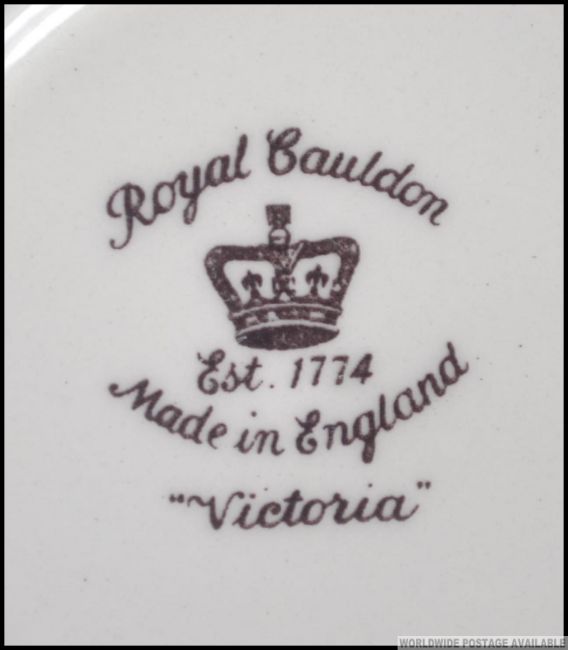 Royal Cauldon
Est. 1774
Made in England
"Victoria"
WORLDWIDE POSTAGE AVAILABLE